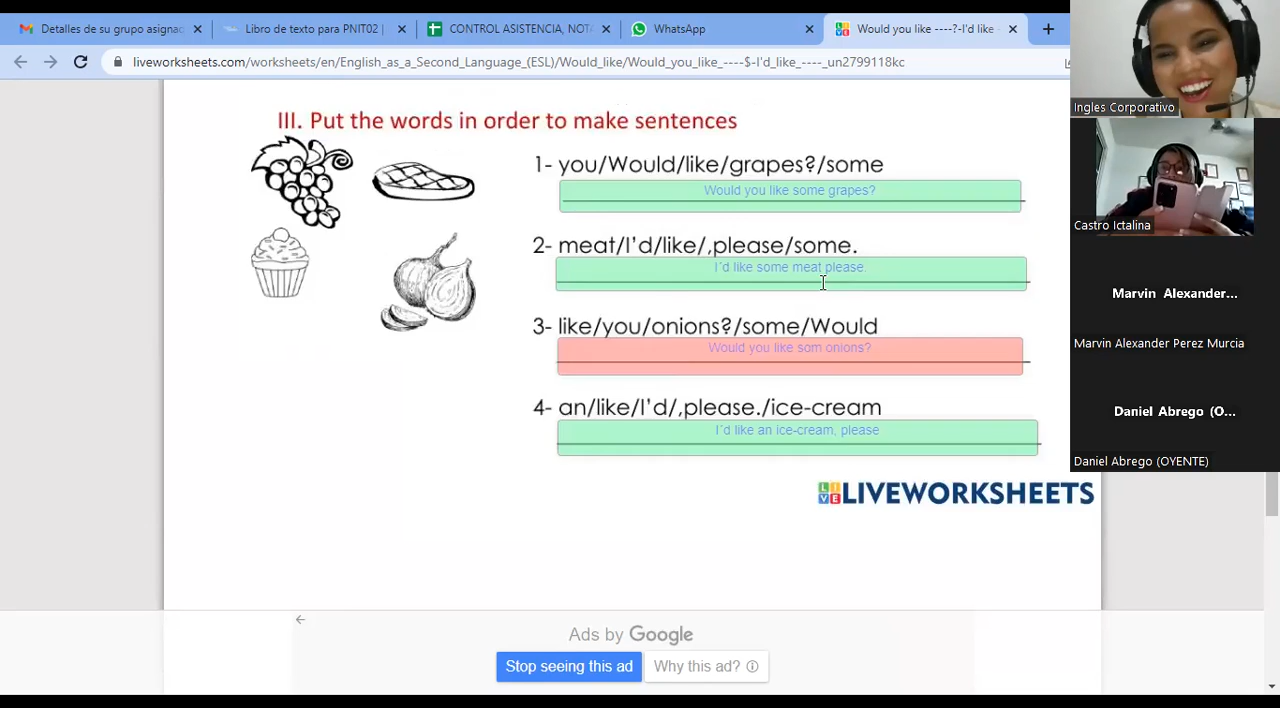 Detalles de su grupo asignad
Libro de texto para PNIT02 |
CONTROL ASISTENCIA, NOTA
WhatsApp
Would you like ----?-I'd like
liveworksheets.com/worksheets/en/English_as_a_Second_Language_(ESL)/Would_like/Would_you_like_----$-I'd_like_----_un2799118kc
III. Put the words in order to make sentences
1- you/Would/like/grapes?/some
Would you like some grapes?
2- meat/I'd/like/,please/some.
I´d like some meat please.
3- like/you/onions?/some/Would
Would you like som onions?
4- an/like/I'd/,please./ice-cream
I´d like an ice-cream, please
LIVE LIVEWORKSHEETS
Ads by Google
Stop seeing this ad
Why this ad?
Ingles Corporativo
Castro Ictalina
Marvin Alexander...
Marvin Alexander Perez Murcia
Daniel Abrego (O...
Daniel Abrego (OYENTE)